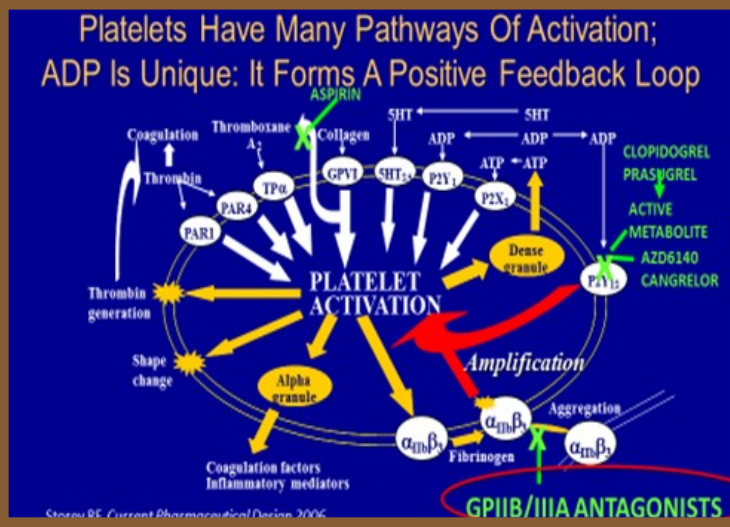 Platelets Have Many Pathways Of Activation;
ADP Is Unique: It Forms A Positive Feedback Loop
ASPIRIN
5HT
5HT
Coagulation
Thromboxane
A2
Collagen
ADP
ADP
ADP
Thrombin
ATP
ATP
CLOPIDOGREL
PRASUGREL
ACTIVE
METABOLITE
AZD6140
CANGRELOR
PAR1
PAR4
TPα
GPVI
P2Y1
P2X1
P2Y12
Dense
granule
PLATELET
ACTIVATION
Thrombin
generation
Shape
change
Alpha
granule
Amplification
Aggregation
αIIbβ3
αIIbβ3
αIIbβ3
Fibrinogen
Coagulation factors
Inflammatory mediators
GPIIB/IIIA ANTAGONISTS
Storey RF. Current Pharmaceutical Design 2006